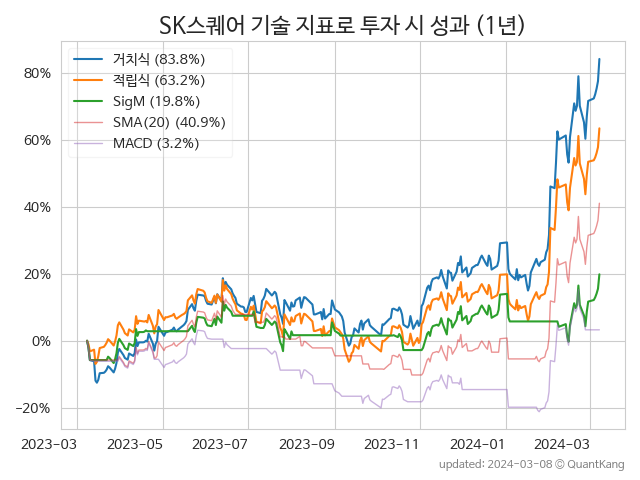 SK스퀘어 기술 지표로 투자 시 성과 (1년)
거치식 (83.8%)
적립식 (63.2%)
SigM (19.8%)
SMA(20) (40.9%)
MACD (3.2%)
80%
60%
40%
20%
0%
−20%
2023−03 2023−05 2023−07 2023−09 2023−11 2024−01 2024−03
updated: 2024-03-08 © QuantKang